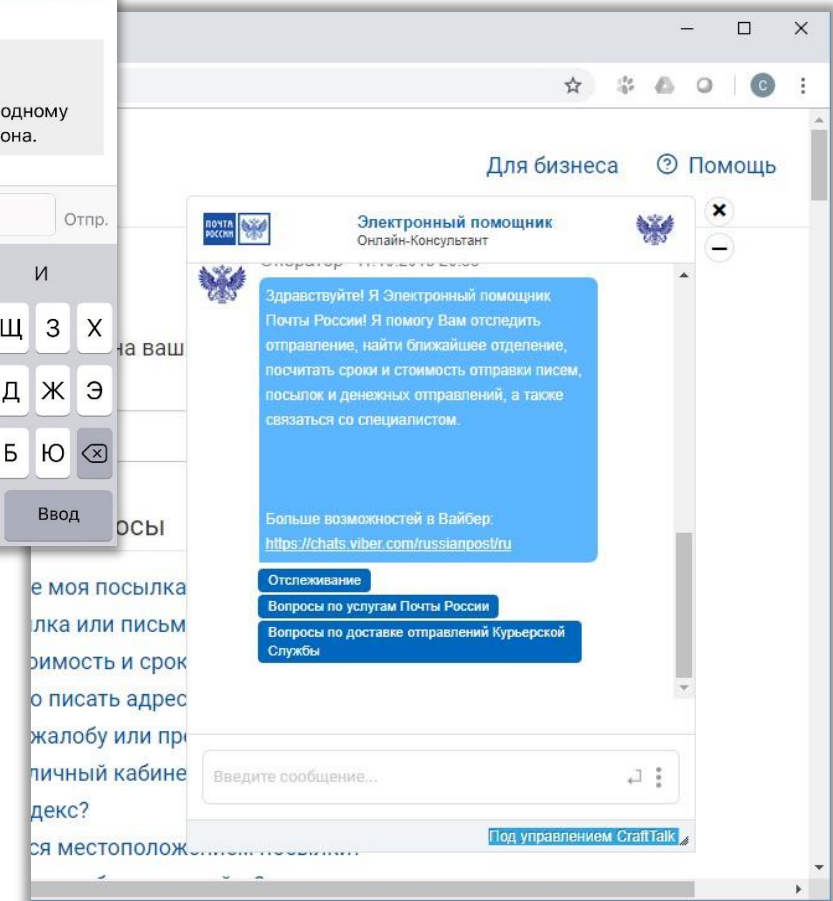 одному
она.
Отпр.
И
Щ З Х
Д Ж Э
Б Ю
Ввод
C
Для бизнеса ? Помощь
ПОЧТА
РОССИИ
Электронный помощник
Онлайн-Консультант
на ваш
Здравствуйте! Я Электронный помощник
Почты России! Я помогу Вам отследить
отправление, найти ближайшее отделение,
посчитать сроки и стоимость отправки писем,
посылок и денежных отправлений, а также
связаться со специалистом.
Больше возможностей в Вайбер:
https://chats.viber.com/russianpost/ru
Отслеживание
Вопросы по услугам Почты России
Вопросы по доставке отправлений Курьерской
Службы
Введите сообщение...
Под управлением CraftTalk
осы
е моя посылка
лка или письм
оимость и срок
о писать адрес
жалобу или пр
личный кабине
декс?
ся местополож